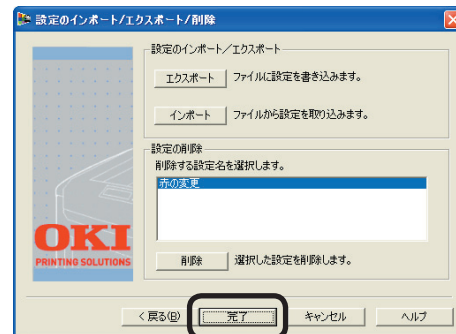 設定のインポート/エクスポート/削除
設定のインポート/エクスポート
エクスポート ファイルに設定を書き込みます。
インポート ファイルから設定を取り込みます。
設定の削除
削除する設定名を選択します。
赤の変更
OKI
PRINTING SOLUTIONS
削除 選択した設定を削除します。
< 戻る(B) 完了 キャンセル ヘルプ